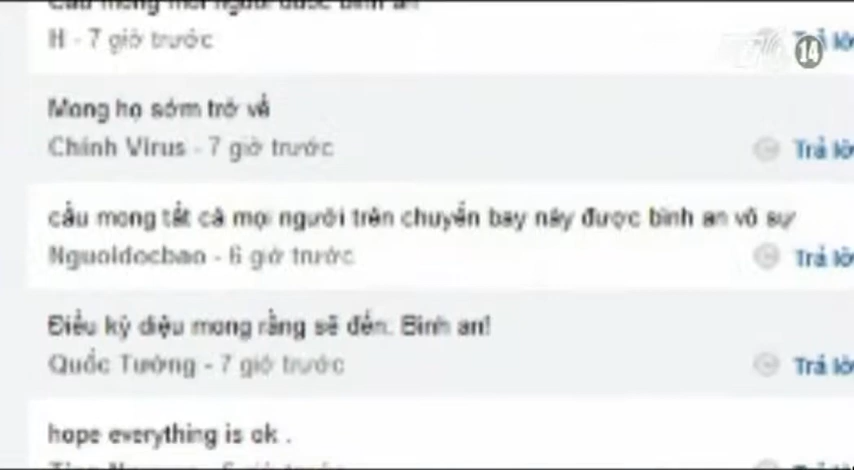 Cầu mong mọi người được bình an
H - 7 giờ trước
14
Mong họ sớm trở về
Chính Virus - 7 giờ trước
Trả lờ
cầu mong tất cả mọi người trên chuyến bay này được bình an vô sự
Nguoidocbao - 6 giờ trước
Trả lờ
Điều kỳ diệu mong rằng sẽ đến. Bình an!
Quốc Tường - 7 giờ trước
Trả lờ
hope everything is ok .